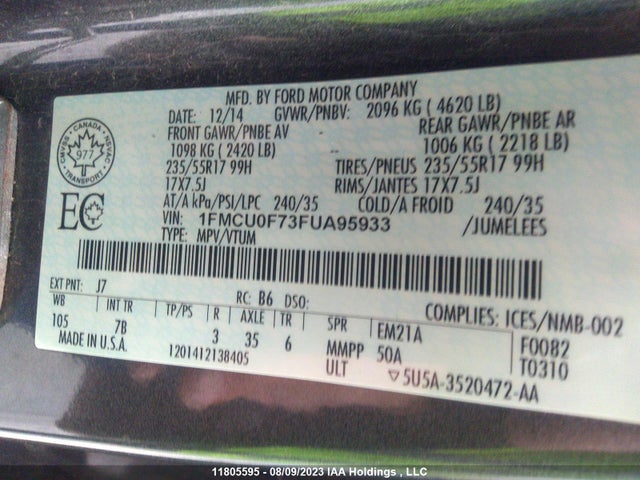 MFD. BY FORD MOTOR COMPANY
DATE: 12/14 GVWR/PNBV: 2096 KG ( 4620 LB)
FRONT GAWR/PNBE AV REAR GAWR/PNBE AR
1098 KG ( 2420 LB) 1006 KG ( 2218 LB)
235/55R17 99H TIRES/PNEUS 235/55R17 99H
17X7.5J RIMS/JANTES 17X7.5J
AT/A kPa/PSI/LPC 240/35 COLD/A FROID 240/35
VIN: 1FMCU0F73FUA95933 /JUMELEES
TYPE: MPV/VTUM
CANADA
977
TRANSPORT
EC
EXT PNT: J7 RC: B6 DSO: COMPLIES: ICES/NMB-002
WB INT TR TP/PS R AXLE TR SPR EM21A F0082
105 7B 3 35 6 MMPP 50A T0310
MADE IN U.S.A. 1201412138405 ULT ▽5U5A-3520472-AA
11805595 - 08/09/2023 IAA Holdings , LLC